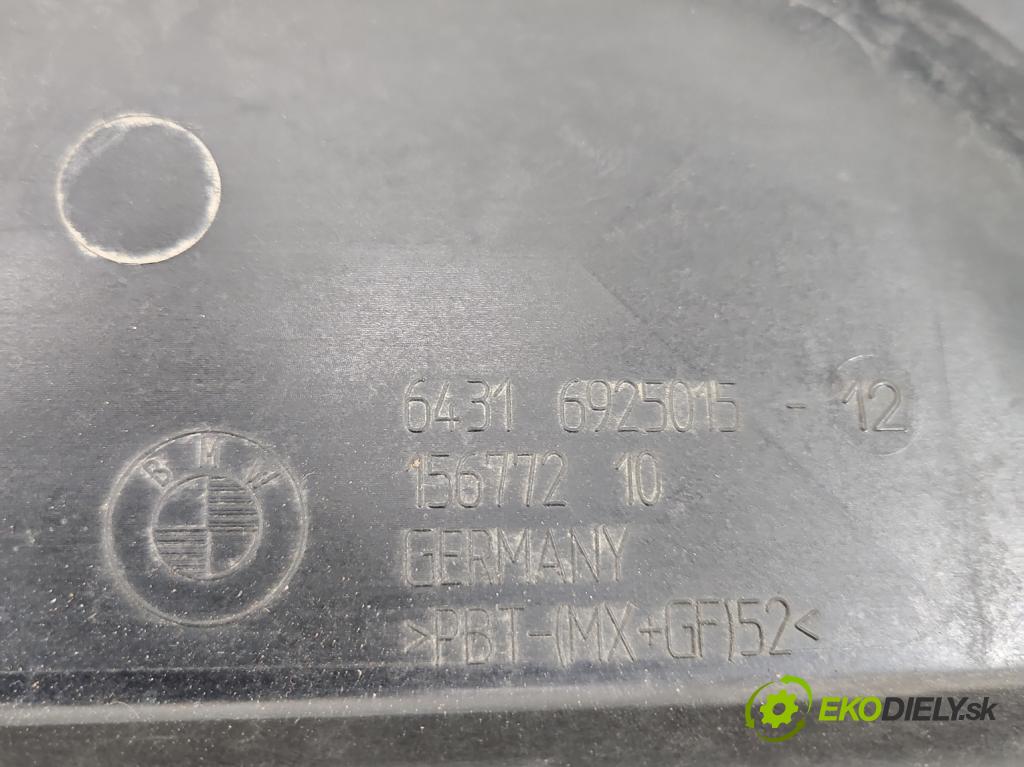 6431 6925015 - 12
BMW
156772 10
GERMANY
>PBT-(MX+GF)52<
EKODIELY.sk